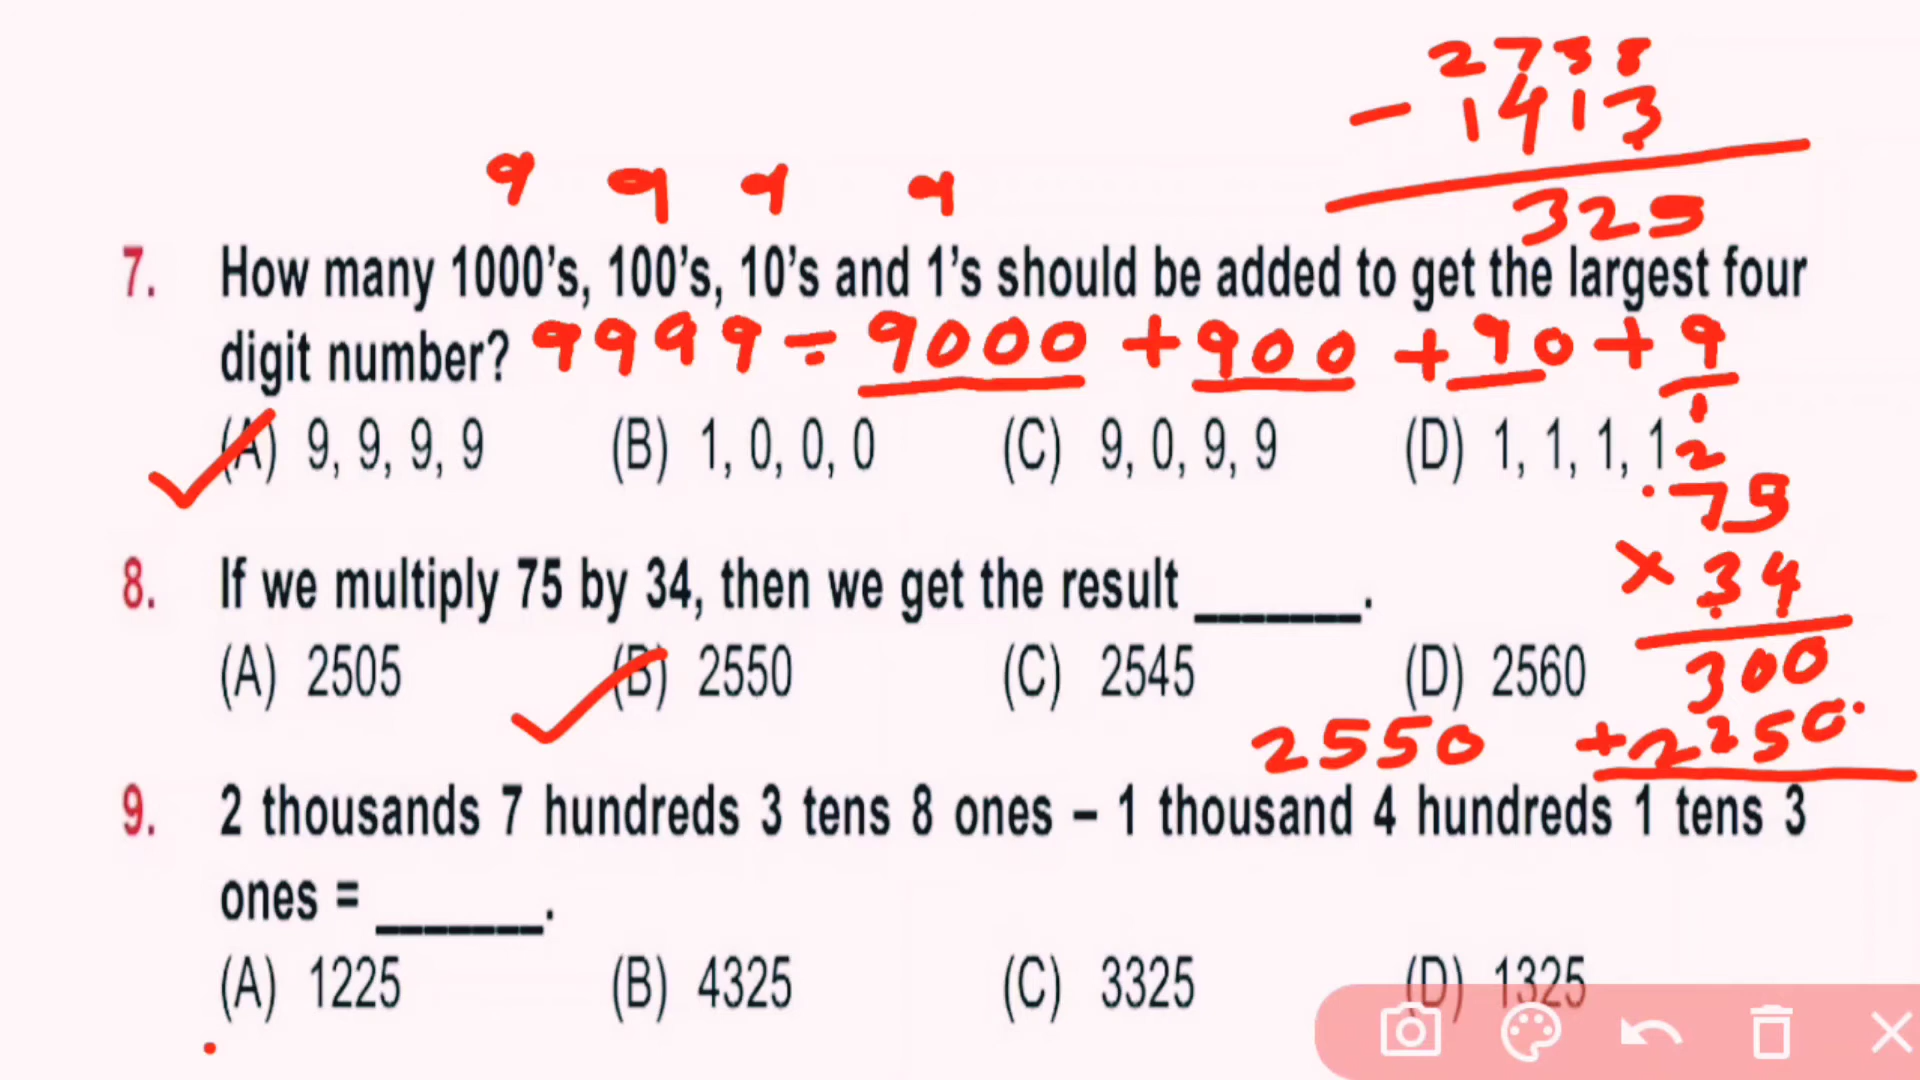 2738
- 1413
325
9 9 9 9
7. How many 1000's, 100's, 10's and 1's should be added to get the largest four
digit number? 9999 ÷ 9000 + 900 + 90 + 9
(A) 9, 9, 9, 9 (B) 1, 0, 0, 0 (C) 9, 0, 9, 9 (D) 1, 1, 1, 1
1
2
75
× 34
300
+2250
2550
8. If we multiply 75 by 34, then we get the result _______.
(A) 2505 (B) 2550 (C) 2545 (D) 2560
9. 2 thousands 7 hundreds 3 tens 8 ones – 1 thousand 4 hundreds 1 tens 3
ones = _______.
(A) 1225 (B) 4325 (C) 3325 (D) 1325